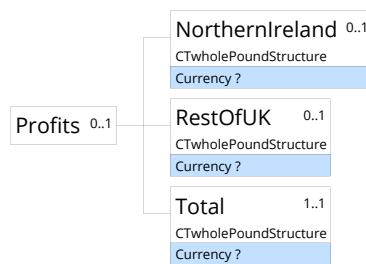 NorthernIreland 0..1
CTwholePoundStructure
Currency ?
Profits 0..1
RestOfUK 0..1
CTwholePoundStructure
Currency ?
Total 1..1
CTwholePoundStructure
Currency ?